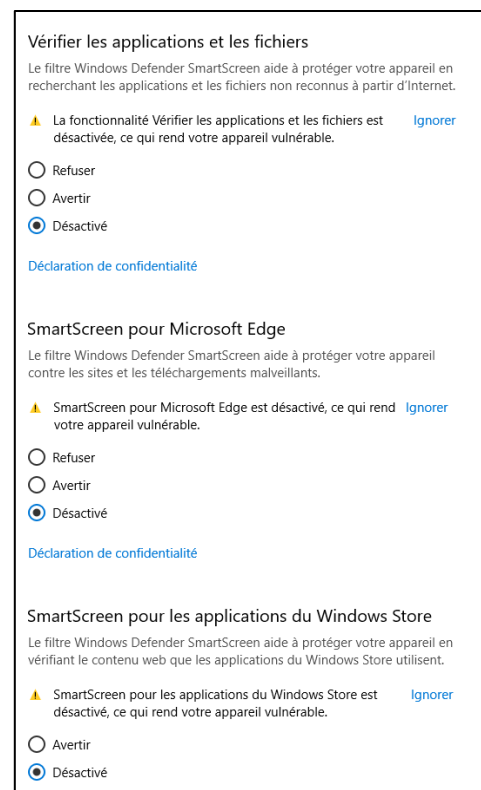 Vérifier les applications et les fichiers
Le filtre Windows Defender SmartScreen aide à protéger votre appareil en
recherchant les applications et les fichiers non reconnus à partir d'Internet.
La fonctionnalité Vérifier les applications et les fichiers est Ignorer
désactivée, ce qui rend votre appareil vulnérable.
Refuser
Avertir
Désactivé
Déclaration de confidentialité
SmartScreen pour Microsoft Edge
Le filtre Windows Defender SmartScreen aide à protéger votre appareil
contre les sites et les téléchargements malveillants.
SmartScreen pour Microsoft Edge est désactivé, ce qui rend Ignorer
votre appareil vulnérable.
Refuser
Avertir
Désactivé
Déclaration de confidentialité
SmartScreen pour les applications du Windows Store
Le filtre Windows Defender SmartScreen aide à protéger votre appareil en
vérifiant le contenu web que les applications du Windows Store utilisent.
SmartScreen pour les applications du Windows Store est Ignorer
désactivée, ce qui rend votre appareil vulnérable.
Avertir
Désactivé